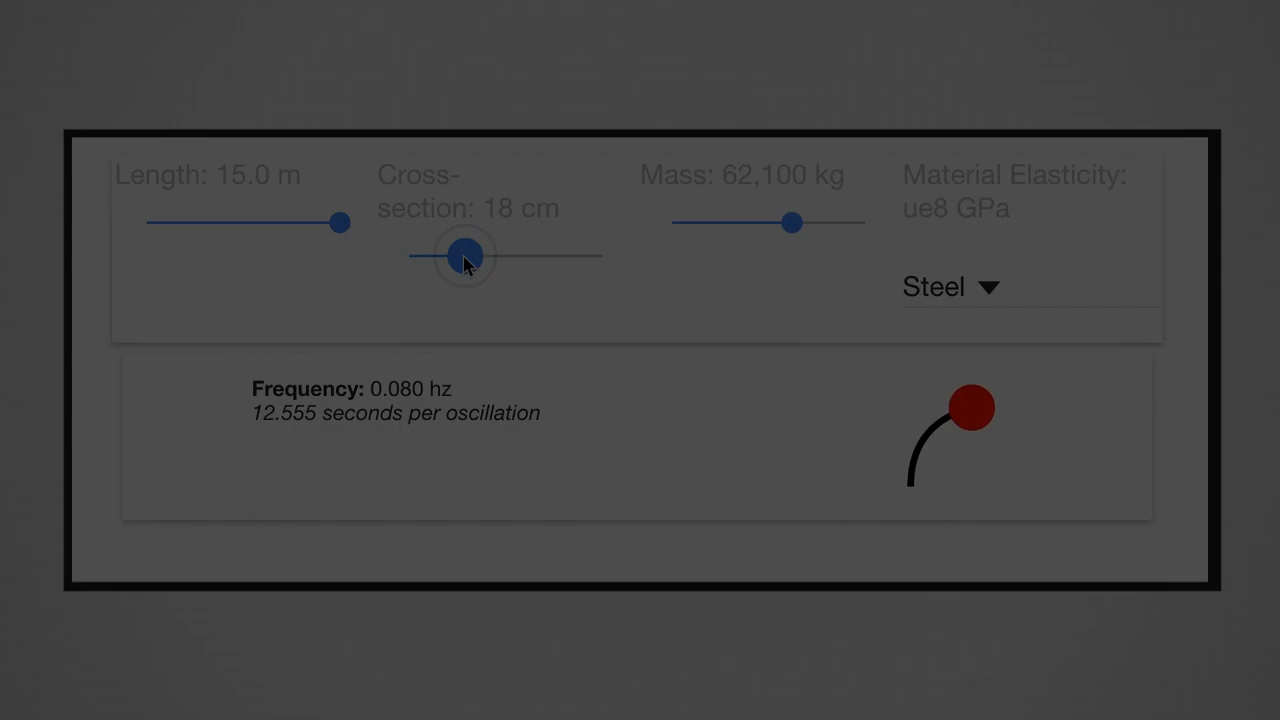 Length: 15.0 m
Cross-
section: 18 cm
Mass: 62,100 kg
Material Elasticity:
ue8 GPa
Steel
Frequency: 0.080 hz
12.555 seconds per oscillation